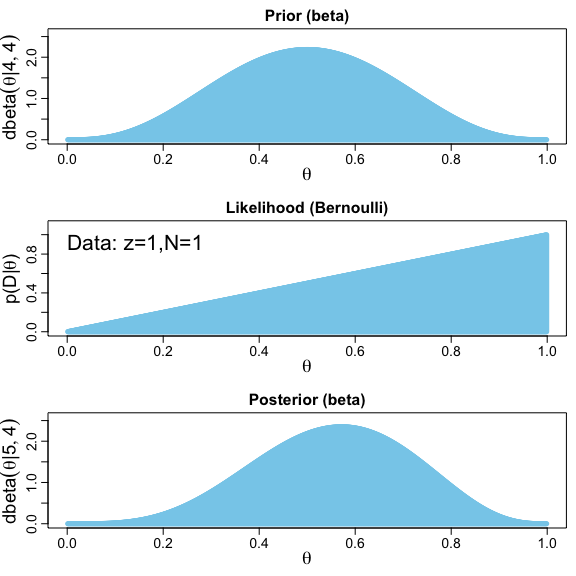 Prior (beta)
dbeta(θ|4, 4)
0.0 1.0 2.0
0.0 0.2 0.4 0.6 0.8 1.0
θ
Likelihood (Bernoulli)
Data: z=1,N=1
p(D|θ)
0.0 0.4 0.8
0.0 0.2 0.4 0.6 0.8 1.0
θ
Posterior (beta)
dbeta(θ|5, 4)
0.0 1.0 2.0
0.0 0.2 0.4 0.6 0.8 1.0
θ